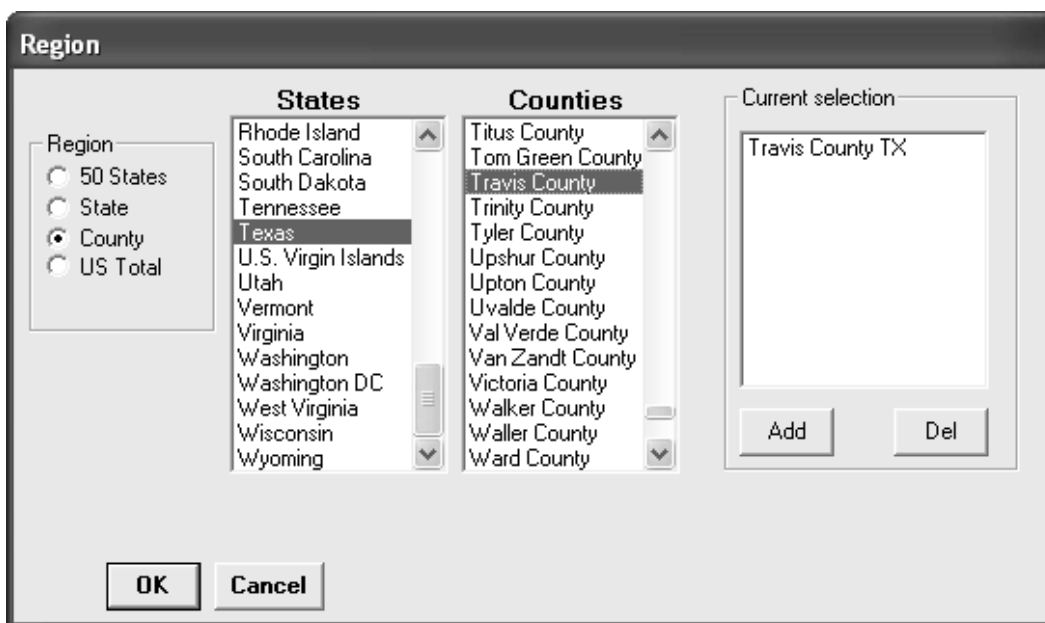 Region
Region
50 States
State
County
US Total
States
Rhode Island
South Carolina
South Dakota
Tennessee
Texas
U.S. Virgin Islands
Utah
Vermont
Virginia
Washington
Washington DC
West Virginia
Wisconsin
Wyoming
Counties
Titus County
Tom Green County
Travis County
Trinity County
Tyler County
Upshur County
Upton County
Uvalde County
Val Verde County
Van Zandt County
Victoria County
Walker County
Waller County
Ward County
Current selection
Travis County TX
Add
Del
OK
Cancel